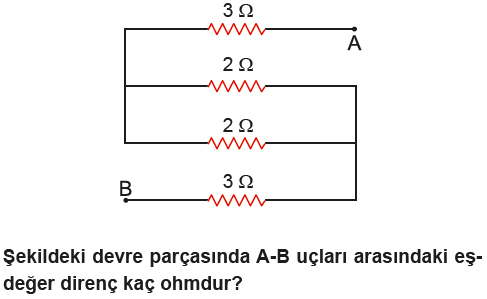 3 Ω
A
2 Ω
2 Ω
3 Ω
B
Şekildeki devre parçasında A-B uçları arasındaki eş-
değer direnç kaç ohmdur?